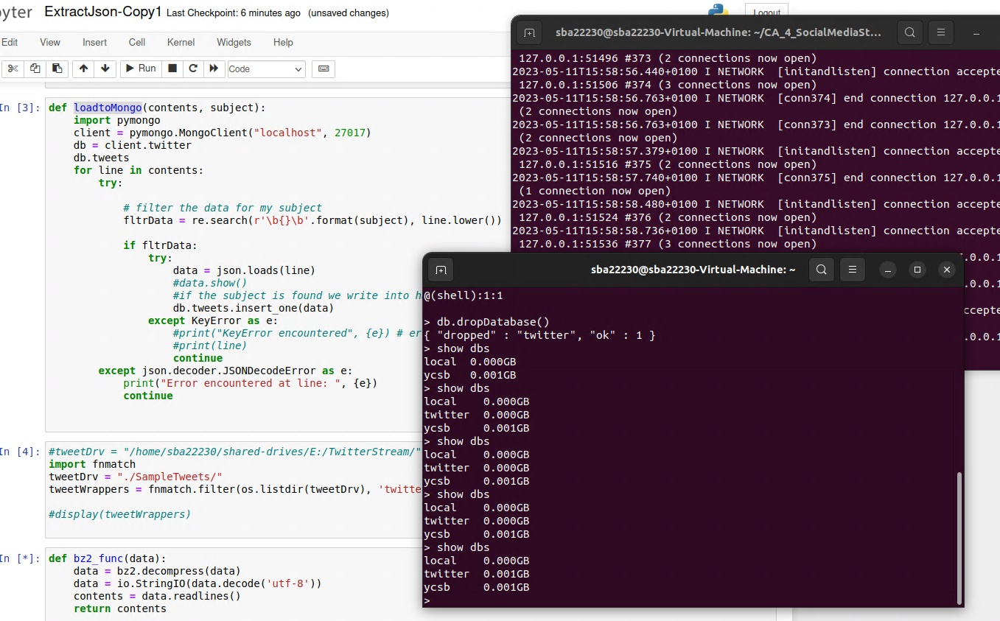 yter ExtractJson-Copy1 Last Checkpoint: 6 minutes ago (unsaved changes)
Logout
Edit View Insert Cell Kernel Widgets Help
Run Code
In [3]: def loadtoMongo(contents, subject):
import pymongo
client = pymongo.MongoClient("localhost", 27017)
db = client.twitter
db.tweets
for line in contents:
try:
# filter the data for my subject
fltrData = re.search(r'\b{}\b'.format(subject), line.lower())
if fltrData:
try:
data = json.loads(line)
#data.show()
#if the subject is found we write into h
db.tweets.insert_one(data)
except KeyError as e:
#print("KeyError encountered", {e}) # er
#print(line)
continue
except json.decoder.JSONDecodeError as e:
print("Error encountered at line: ", {e})
continue
In [4]: #tweetDrv = "/home/sba22230/shared-drives/E:/TwitterStream/"
import fnmatch
tweetDrv = "./SampleTweets/"
tweetWrappers = fnmatch.filter(os.listdir(tweetDrv), 'twitte
#display(tweetWrappers)
In [*]: def bz2_func(data):
data = bz2.decompress(data)
data = io.StringIO(data.decode('utf-8'))
contents = data.readlines()
return contents
sba22230@sba22230-Virtual-Machine: ~/CA_4_SocialMediaSt...
127.0.0.1:51496 #373 (2 connections now open)
2023-05-11T15:58:56.440+0100 I NETWORK [initandlisten] connection accepte
127.0.0.1:51506 #374 (3 connections now open)
2023-05-11T15:58:56.763+0100 I NETWORK [conn374] end connection 127.0.0.1
(2 connections now open)
2023-05-11T15:58:56.763+0100 I NETWORK [conn373] end connection 127.0.0.1
(2 connections now open)
2023-05-11T15:58:57.379+0100 I NETWORK [initandlisten] connection accepte
127.0.0.1:51516 #375 (2 connections now open)
2023-05-11T15:58:57.740+0100 I NETWORK [conn375] end connection 127.0.0.1
(1 connection now open)
2023-05-11T15:58:58.480+0100 I NETWORK [initandlisten] connection accepte
127.0.0.1:51524 #376 (2 connections now open)
2023-05-11T15:58:58.736+0100 I NETWORK [initandlisten] connection accepte
127.0.0.1:51536 #377 (3 connections now open)
.0.0.1
.0.0.1
ccepte
.0.0.1
sba22230@sba22230-Virtual-Machine: ~
@(shell):1:1
> db.dropDatabase()
{ "dropped" : "twitter", "ok" : 1 }
> show dbs
local 0.000GB
ycsb 0.001GB
> show dbs
local 0.000GB
twitter 0.000GB
ycsb 0.001GB
> show dbs
local 0.000GB
twitter 0.000GB
ycsb 0.001GB
> show dbs
local 0.000GB
twitter 0.000GB
ycsb 0.001GB
> show dbs
local 0.000GB
twitter 0.001GB
ycsb 0.001GB
>